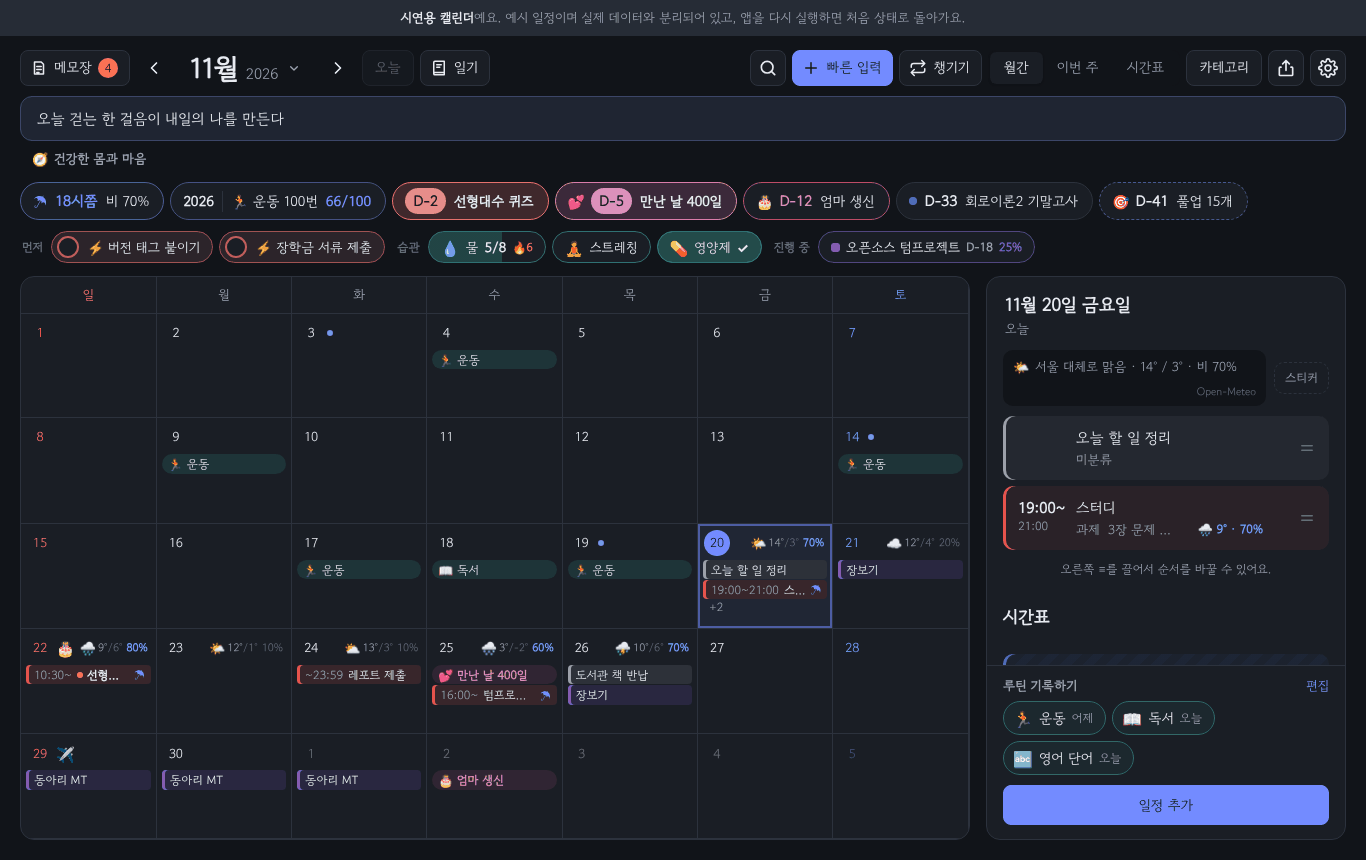 시연용 캘린더예요. 예시 일정이며 실제 데이터와 분리되어 있고, 앱을 다시 실행하면 처음 상태로 돌아가요.
메모장 4 11월 2026 오늘 일기 빠른 입력 챙기기 월간 이번 주 시간표 카테고리
오늘 걷는 한 걸음이 내일의 나를 만든다
건강한 몸과 마음
18시쯤 비 70% 2026 운동 100번 66/100 D-2 선형대수 퀴즈 D-5 만난 날 400일 D-12 엄마 생신 D-33 회로이론2 기말고사 D-41 풀업 15개
먼저 버전 태그 붙이기 장학금 서류 제출 습관 물 5/8 6 스트레칭 영양제 진행 중 오픈소스 텀프로젝트 D-18 25%
일 월 화 수 목 금 토
1 2 3 4 5 6 7
운동
8 9 10 11 12 13 14
운동 운동
15 16 17 18 19 20 14°/3° 70% 21 12°/4° 20%
운동 독서 운동 오늘 할 일 정리 장보기
19:00~21:00 스...
+2
22 9°/6° 80% 23 12°/1° 10% 24 13°/3° 10% 25 3°/-2° 60% 26 10°/6° 70% 27 28
10:30~ 선형... ~23:59 레포트 제출 만난 날 400일 도서관 책 반납
16:00~ 텀프로... 장보기
29 30 1 2 3 4 5
동아리 MT 동아리 MT 동아리 MT 엄마 생신
11월 20일 금요일
오늘
서울 대체로 맑음 · 14° / 3° · 비 70%
Open-Meteo
스티커
오늘 할 일 정리
미분류
19:00~ 스터디
21:00 과제 3장 문제 ... 9° · 70%
오른쪽 =를 끌어서 순서를 바꿀 수 있어요.
시간표
루틴 기록하기 편집
운동 어제 독서 오늘
abc 영어 단어 오늘
일정 추가